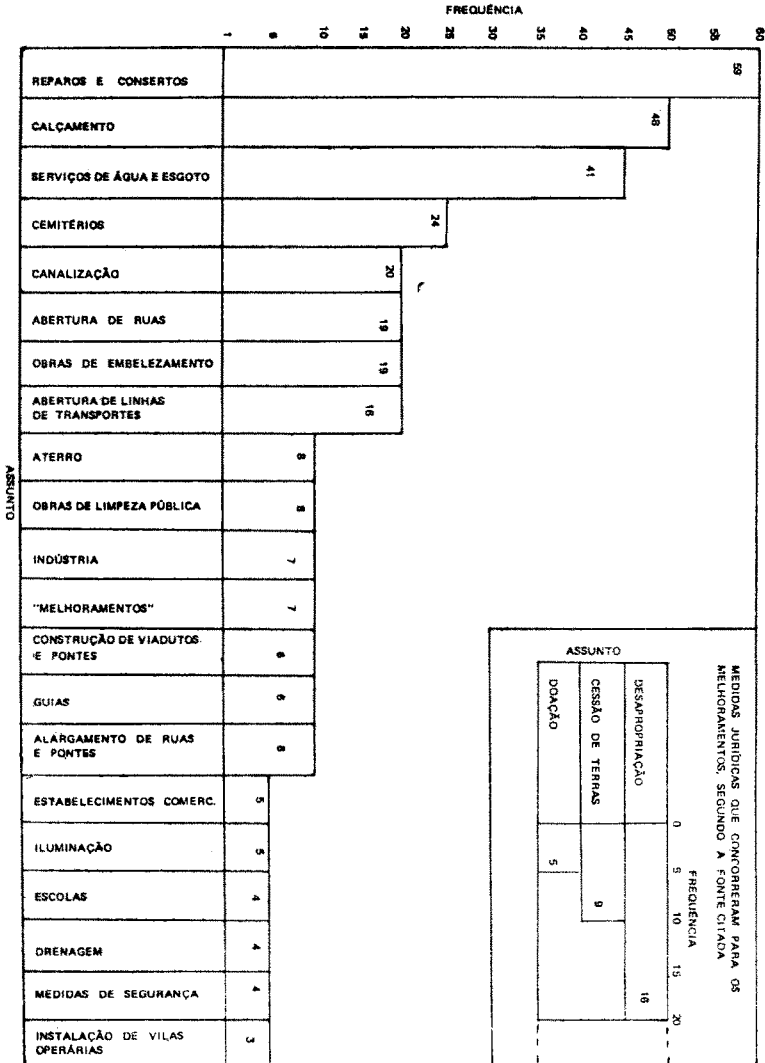 FREQUÊNCIA
1
5
10
15
20
25
30
35
40
45
50
55
60
ASSUNTO
REPAROS E CONSERTOS
59
CALÇAMENTO
48
SERVIÇOS DE ÁGUA E ESGOTO
41
CEMITÉRIOS
24
CANALIZAÇÃO
20
ABERTURA DE RUAS
19
OBRAS DE EMBELEZAMENTO
19
ABERTURA DE LINHAS
DE TRANSPORTES
16
ATERRO
8
OBRAS DE LIMPEZA PÚBLICA
8
INDÚSTRIA
7
"MELHORAMENTOS"
7
CONSTRUÇÃO DE VIADUTOS
E PONTES
6
GUIAS
6
ALARGAMENTO DE RUAS
E PONTES
6
ESTABELECIMENTOS COMERC.
5
ILUMINAÇÃO
5
ESCOLAS
4
DRENAGEM
4
MEDIDAS DE SEGURANÇA
4
INSTALAÇÃO DE VILAS
OPERÁRIAS
3
MEDIDAS JURÍDICAS QUE CONCORRERAM PARA OS
MELHORAMENTOS, SEGUNDO A FONTE CITADA
FREQUÊNCIA
0
5
10
15
20
ASSUNTO
DESAPROPRIAÇÃO
16
CESSÃO DE TERRAS
9
DOAÇÃO
5